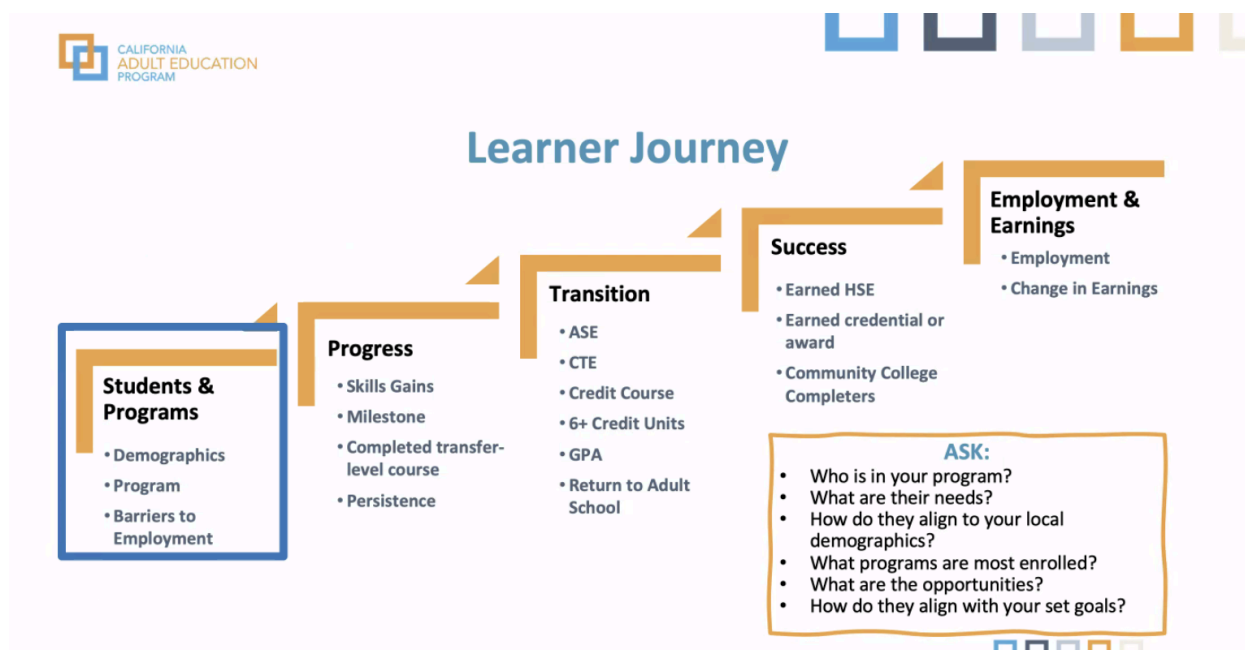 CALIFORNIA
ADULT EDUCATION
PROGRAM
Learner Journey
Students &
Programs
• Demographics
• Program
• Barriers to
Employment
Progress
• Skills Gains
• Milestone
• Completed transfer-
level course
• Persistence
Transition
• ASE
• CTE
• Credit Course
• 6+ Credit Units
• GPA
• Return to Adult
School
Success
• Earned HSE
• Earned credential or
award
• Community College
Completers
Employment &
Earnings
• Employment
• Change in Earnings
ASK:
• Who is in your program?
• What are their needs?
• How do they align to your local
demographics?
• What programs are most enrolled?
• What are the opportunities?
• How do they align with your set goals?